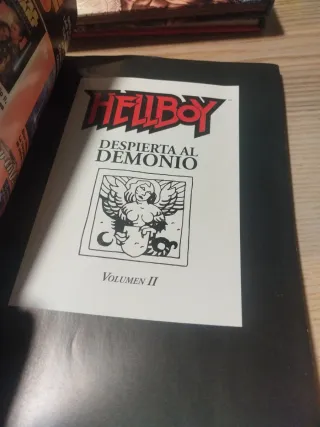 HELLBOY
DESPIERTA AL
DEMONIO
VOLUMEN II